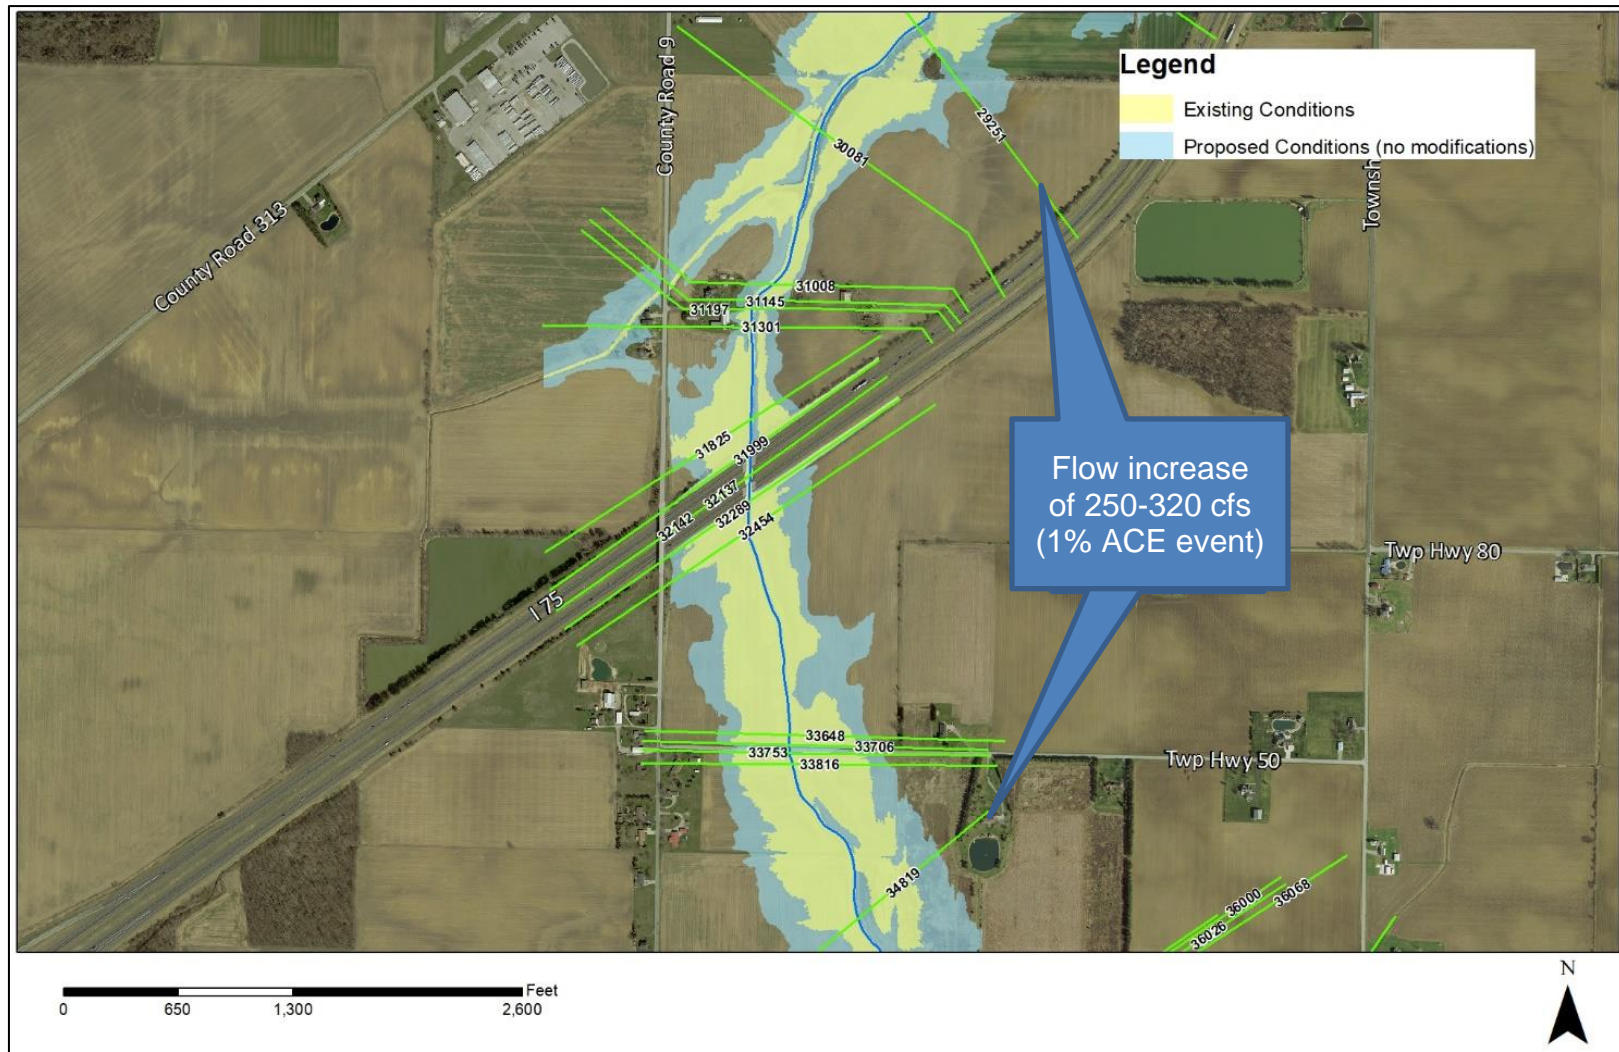 County Road 9
Legend
Existing Conditions
Proposed Conditions (no modifications)
29251
30081
Townsh
County Road 313
31008
31145
31197
31301
31825
31999
32137
32142
32289
32454
Flow increase
of 250-320 cfs
(1% ACE event)
Twp Hwy 80
I 75
33648
33706
33753
33816
Twp Hwy 50
34819
36000
36068
36026
N
Feet
0 650 1,300 2,600